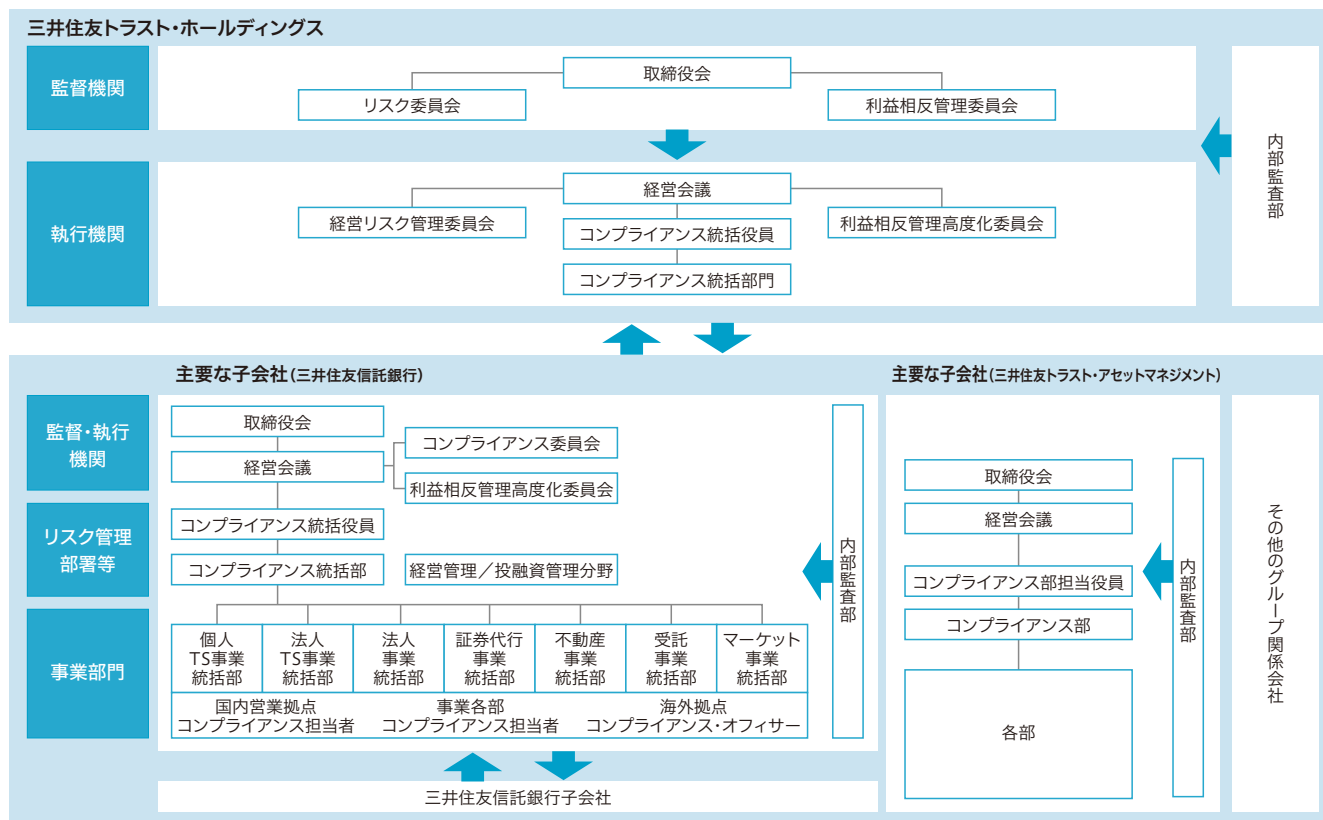 三井住友トラスト・ホールディングス
監督機関
取締役会
リスク委員会
利益相反管理委員会
執行機関
経営会議
経営リスク管理委員会
利益相反管理高度化委員会
コンプライアンス統括役員
コンプライアンス統括部門
内部監査部
主要な子会社(三井住友信託銀行)
監督・執行
機関
リスク管理
部署等
事業部門
取締役会
経営会議
コンプライアンス委員会
利益相反管理高度化委員会
コンプライアンス統括役員
コンプライアンス統括部
経営管理／投融資管理分野
個人
TS事業
統括部
法人
TS事業
統括部
法人
事業
統括部
証券代行
事業
統括部
不動産
事業
統括部
受託
事業
統括部
マーケット
事業
統括部
国内営業拠点
コンプライアンス担当者
事業各部
コンプライアンス担当者
海外拠点
コンプライアンス・オフィサー
内部監査部
三井住友信託銀行子会社
主要な子会社(三井住友トラスト・アセットマネジメント)
取締役会
経営会議
コンプライアンス部担当役員
コンプライアンス部
各部
内部監査部
その他のグループ関係会社